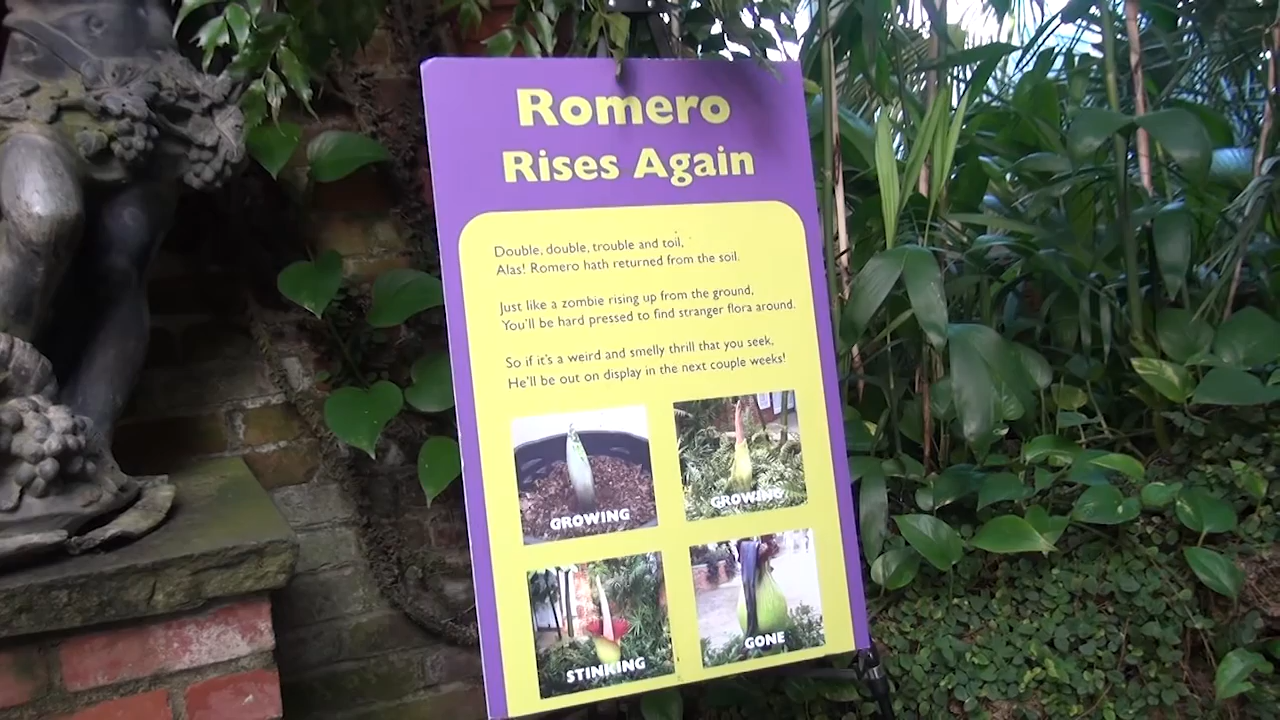 Romero
Rises Again
Double, double, trouble and toil,
Alas! Romero hath returned from the soil.
Just like a zombie rising up from the ground,
You'll be hard pressed to find stranger flora around.
So if it's a weird and smelly thrill that you seek,
He'll be out on display in the next couple weeks!
GROWING
GROWING
STINKING
GONE